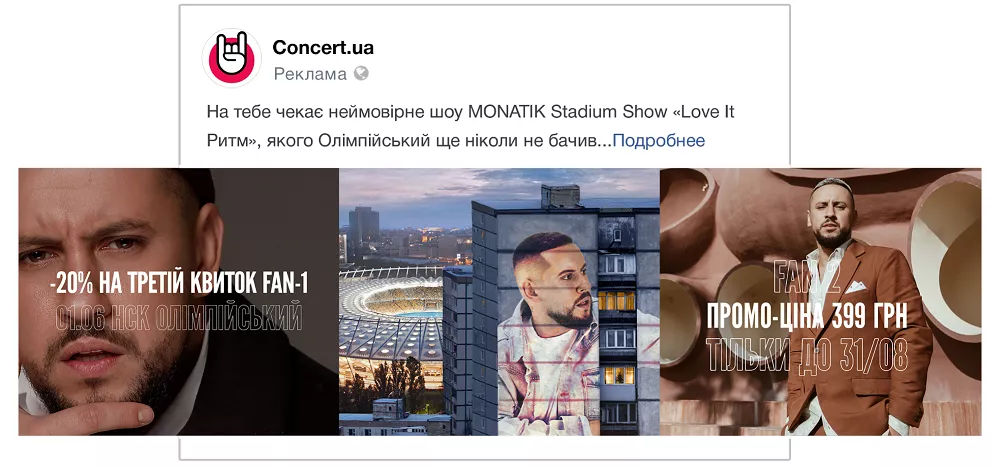 Concert.ua
Реклама
На тебе чекає неймовірне шоу MONATIK Stadium Show «Love It
Ритм», якого Олімпійський ще ніколи не бачив...Подробнее
-20% НА ТРЕТІЙ КВИТОК FAN-1
01.06 НСК ОЛІМПІЙСЬКИЙ
FAN 2
ПРОМО-ЦІНА 399 ГРН
ТІЛЬКИ ДО 31/08